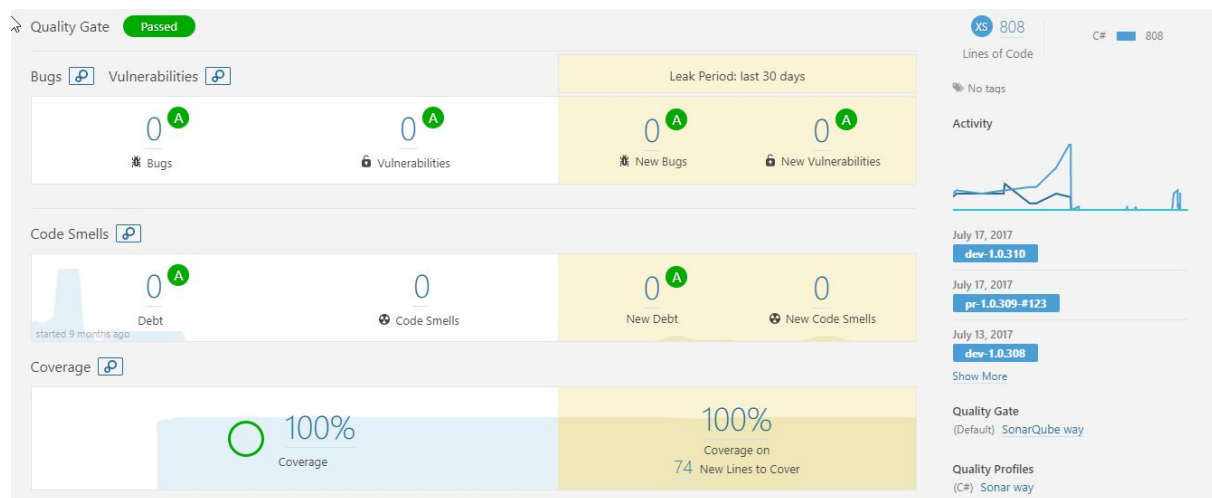 Quality Gate Passed
Bugs Vulnerabilities
Leak Period: last 30 days
0 A
Bugs
0 A
Vulnerabilities
0 A
New Bugs
0 A
New Vulnerabilities
Code Smells
0 A
Debt
started 9 months ago
0
Code Smells
0 A
New Debt
0
New Code Smells
Coverage
100%
Coverage
100%
Coverage on
74 New Lines to Cover
XS 808
Lines of Code
C# 808
No tags
Activity
July 17, 2017
dev-1.0.310
July 17, 2017
pr-1.0.309-#123
July 13, 2017
dev-1.0.308
Show More
Quality Gate
(Default) SonarQube way
Quality Profiles
(C#) Sonar way